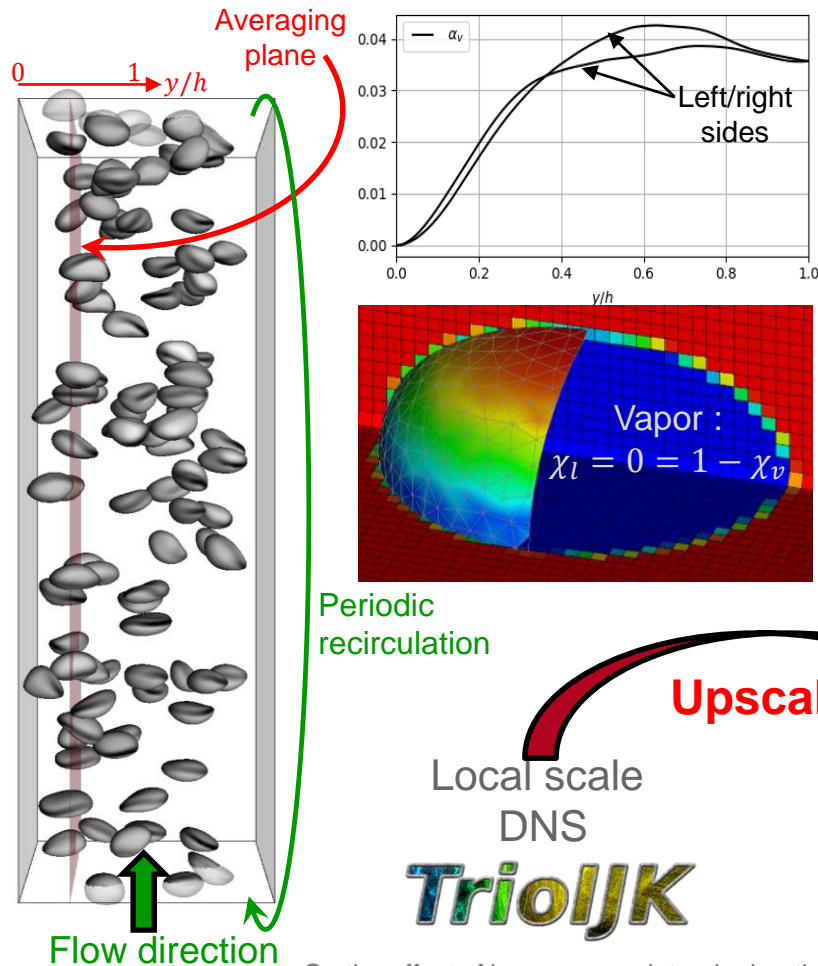 Averaging
plane
0 1 y/h
α_v
Left/right
sides
0.04
0.03
0.02
0.01
0.00
0.0 0.2 0.4 0.6 0.8 1.0
y/h
Vapor :
χ_l = 0 = 1 − χ_v
Periodic
recirculation
Upscal
Local scale
DNS
TrioIJK
Flow direction